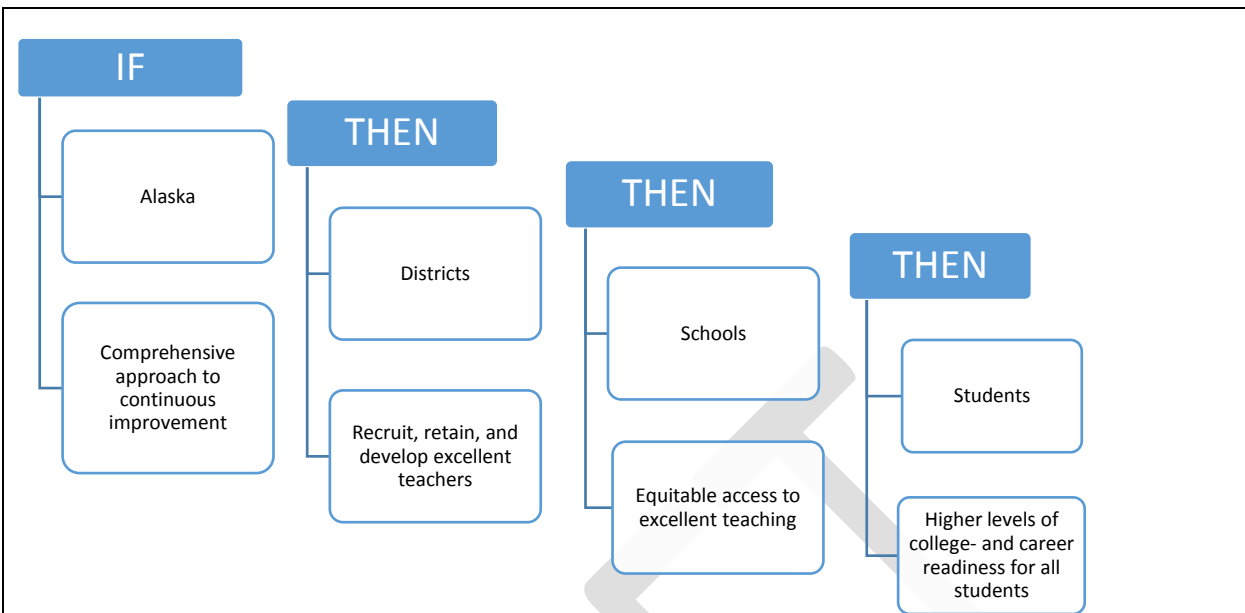 IF
Alaska
Comprehensive
approach to
continuous
improvement
THEN
Districts
Recruit, retain, and
develop excellent
teachers
THEN
Schools
Equitable access to
excellent teaching
THEN
Students
Higher levels of
college- and career
readiness for all
students